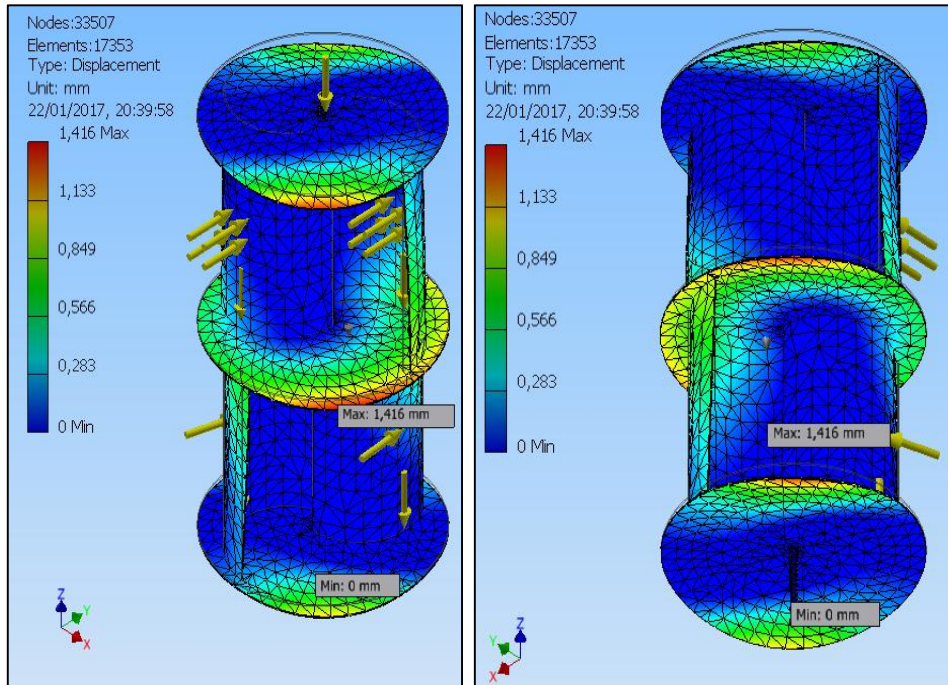 Nodes:33507
Elements:17353
Type: Displacement
Unit: mm
22/01/2017, 20:39:58
1,416 Max
1,133
0,849
0,566
0,283
0 Min
Max: 1,416 mm
Min: 0 mm
Z
Y
X
Nodes:33507
Elements:17353
Type: Displacement
Unit: mm
22/01/2017, 20:39:58
1,416 Max
1,133
0,849
0,566
0,283
0 Min
Max: 1,416 mm
Min: 0 mm
Y
Z
X